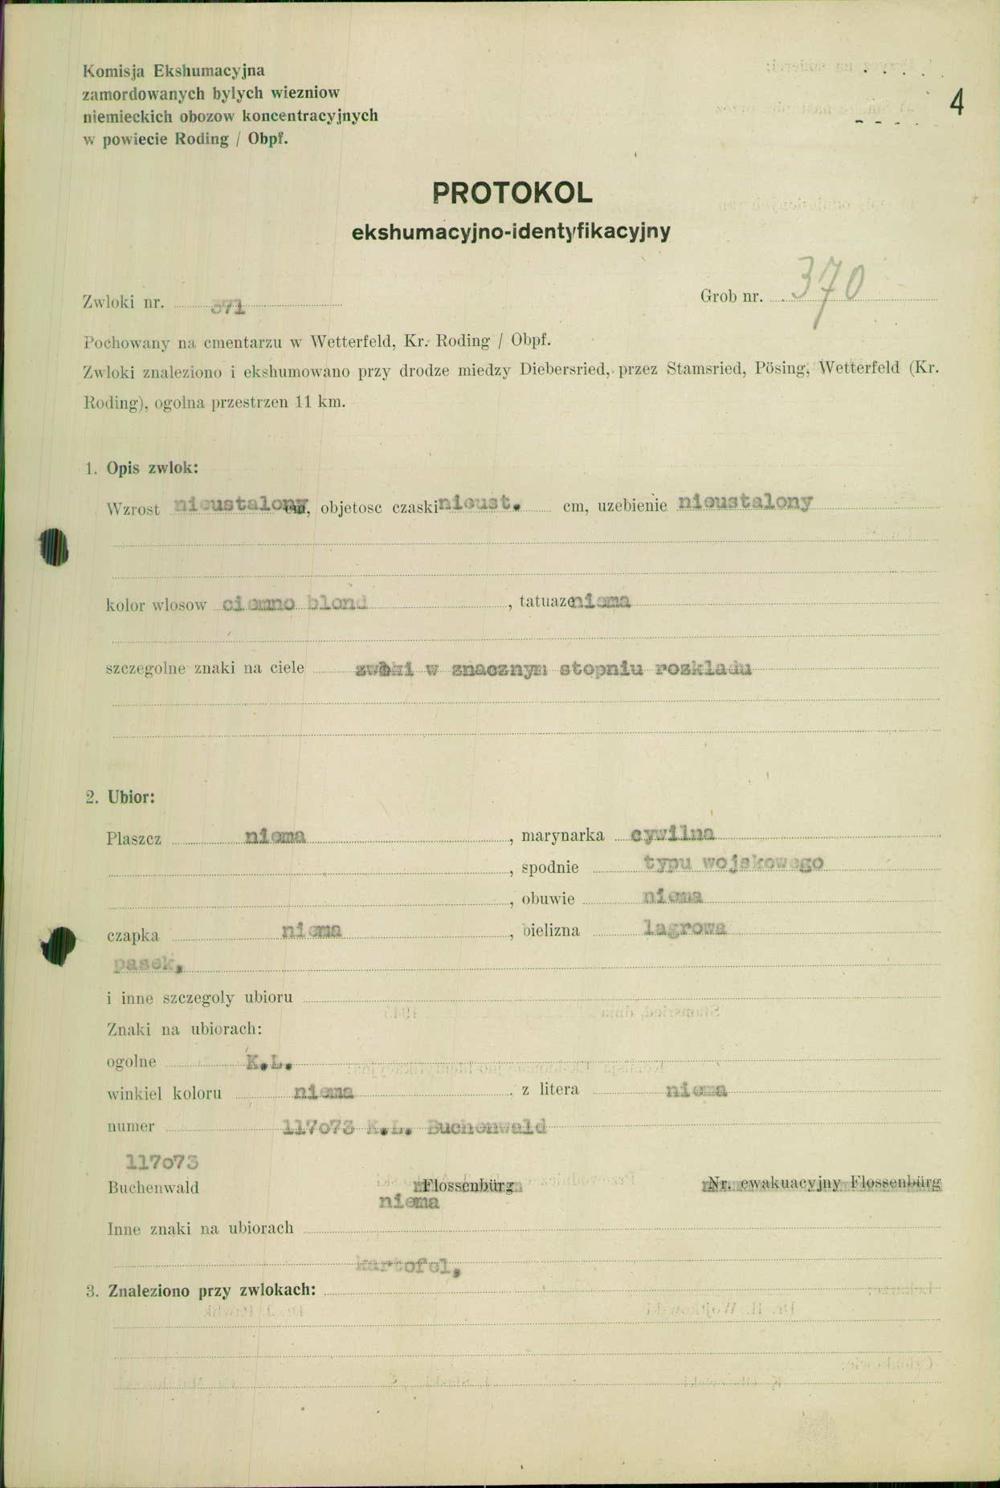 Komisja Ekshumacyjna
zamordowanych bylych wiezniow
niemieckich obozow koncentracyjnych
w powiecie Roding / Obpf.
4
PROTOKOL
ekshumacyjno-identyfikacyjny
Zwloki nr. 371
Grob nr. 370
Pochowany na cmentarzu w Wetterfeld, Kr. Roding / Obpf.
Zwloki znaleziono i ekshumowano przy drodze miedzy Diebersried, przez Stamsried, Pösing, Wetterfeld (Kr.
Roding), ogolna przestrzen 11 km.
1. Opis zwlok:
Wzrost nieustalony cm, objetosc czaski nieust. cm, uzebienie nieustalony
kolor wlosow ciemno blond, tatuaze niema
szczegolne znaki na ciele zwloki w znacznym stopniu rozkladu
2. Ubior:
Plaszcz niema, marynarka cywilna
, spodnie typu wojskowego
, obuwie niema
czapka niema, bielizna lagrowa
pasek,
i inne szczegoly ubioru
Znaki na ubiorach:
ogolne K.L.
winkiel koloru niema z litera niema
numer 117o73 K.L. Buchenwald
117o73
Buchenwald Flossenbürg Nr. ewakuacyjny Flossenbürg
niema
Inne znaki na ubiorach
kartofel,
3. Znaleziono przy zwlokach: